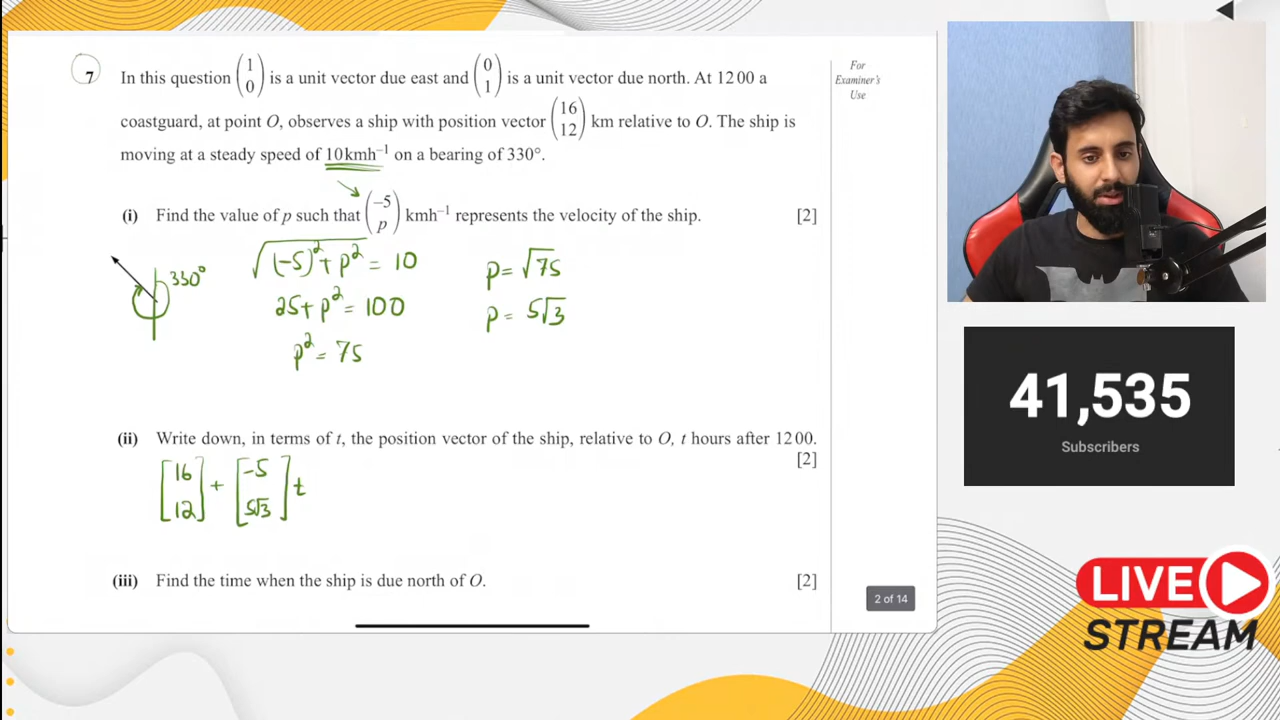 7 In this question (1 0) is a unit vector due east and (0 1) is a unit vector due north. At 12 00 a
coastguard, at point O, observes a ship with position vector (16 12) km relative to O. The ship is
moving at a steady speed of 10 kmh⁻¹ on a bearing of 330°.
(i) Find the value of p such that (−5 p) kmh⁻¹ represents the velocity of the ship. [2]
330°
√(-5)² + p² = 10
25 + p² = 100
p² = 75
p = √75
p = 5√3
(ii) Write down, in terms of t, the position vector of the ship, relative to O, t hours after 12 00.
[2]
[16 12] + [-5 5√3] t
(iii) Find the time when the ship is due north of O. [2]
2 of 14
For
Examiner's
Use
41,535
Subscribers
LIVE
STREAM